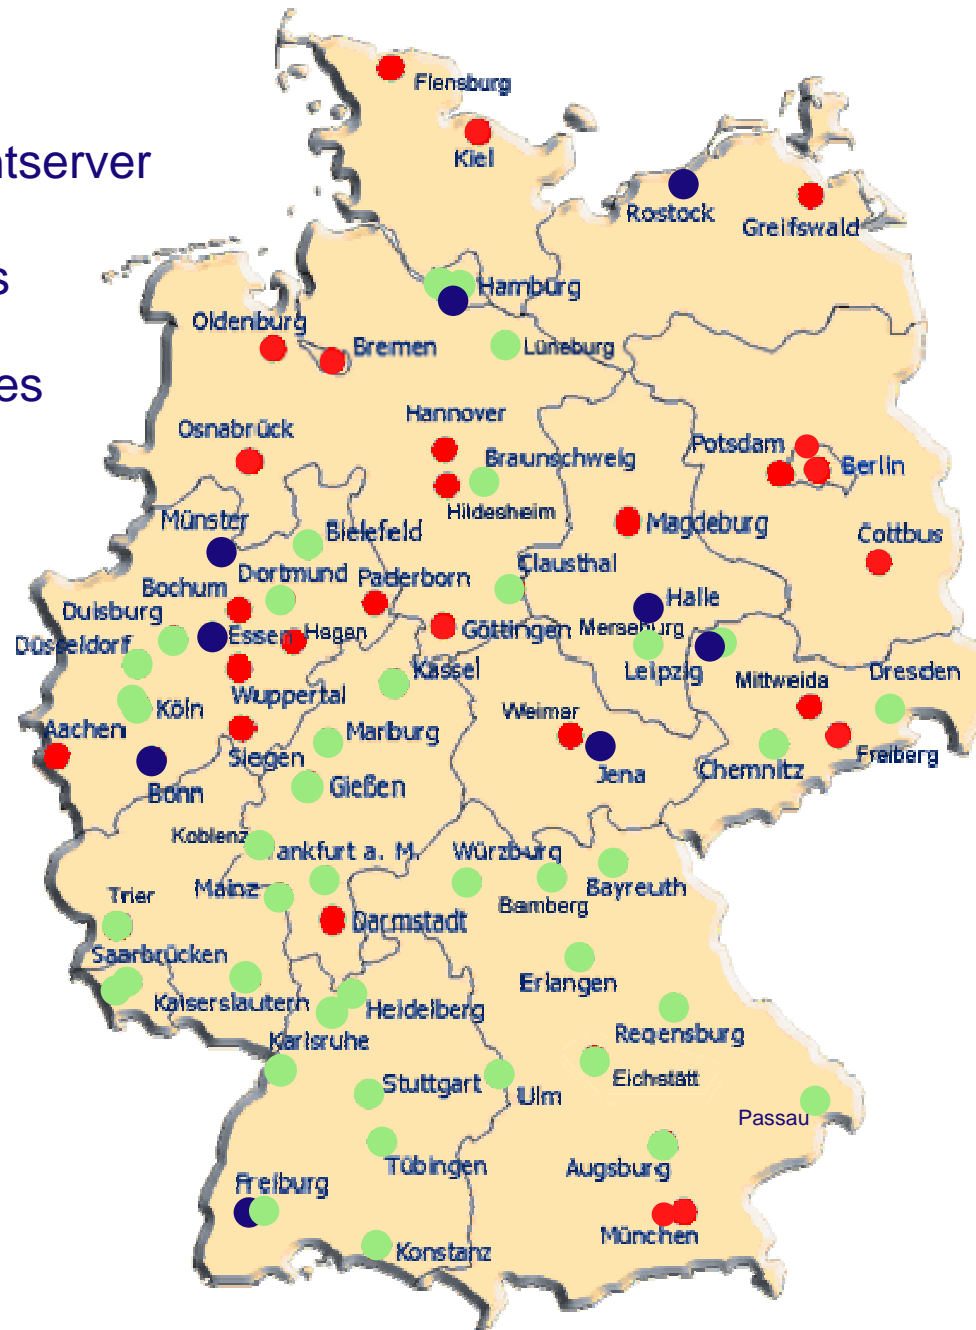 Flensburg
Kiel
ntserver
Rostock
Greifswald
s
Hamburg
Oldenburg
Bremen
Lüneburg
es
Hannover
Osnabrück
Potsdam
Braunschweig
Berlin
Hildesheim
Münster
Magdeburg
Bielefeld
Cottbus
Clausthal
Dortmund
Paderborn
Bochum
Halle
Duisburg
Essen
Hagen
Göttingen
Merseburg
Düsseldorf
Kassel
Leipzig
Dresden
Wuppertal
Mittweida
Köln
Weimar
Aachen
Marburg
Siegen
Freiberg
Jena
Chemnitz
Bonn
Gießen
Koblenz
rankfurt a. M.
Würzburg
Mainz
Bayreuth
Trier
Bamberg
Darmstadt
Saarbrücken
Erlangen
Kaiserslautern
Heidelberg
Regensburg
Karlsruhe
Eichstätt
Stuttgart
Ulm
Passau
Tübingen
Augsburg
Freiburg
München
Konstanz